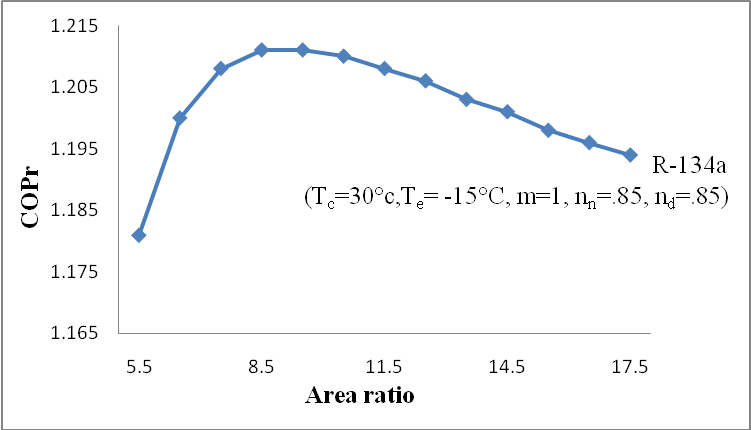 1.215
1.205
1.195
1.185
1.175
1.165
COPr
R-134a
(Tc=30°c,Te= -15°C, m=1, nn=.85, nd=.85)
5.5 8.5 11.5 14.5 17.5
Area ratio